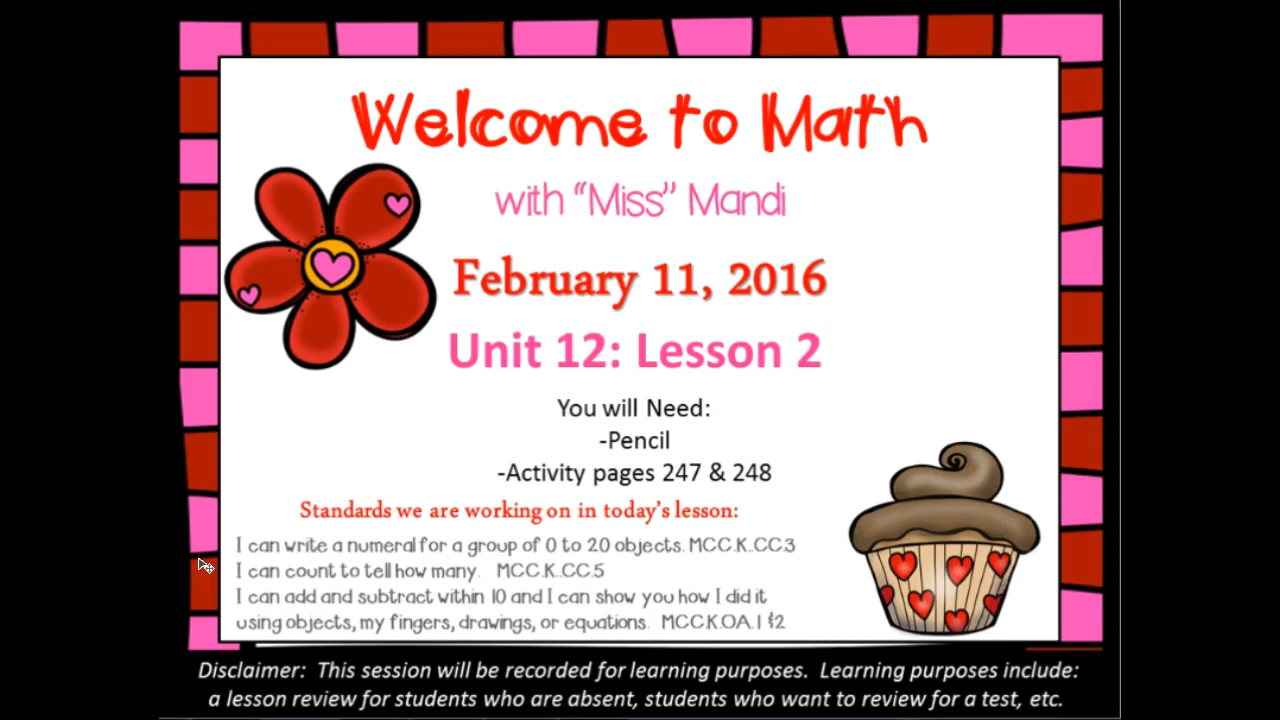 Welcome to Math
with “Miss” Mandi
February 11, 2016
Unit 12: Lesson 2
You will Need:
-Pencil
-Activity pages 247 & 248
Standards we are working on in today’s lesson:
I can write a numeral for a group of 0 to 20 objects. MCC.K..CC.3
I can count to tell how many. MCC.K..CC.5
I can add and subtract within 10 and I can show you how I did it
using objects, my fingers, drawings, or equations. MCC.K.OA.1 &2
Disclaimer: This session will be recorded for learning purposes. Learning purposes include:
a lesson review for students who are absent, students who want to review for a test, etc.